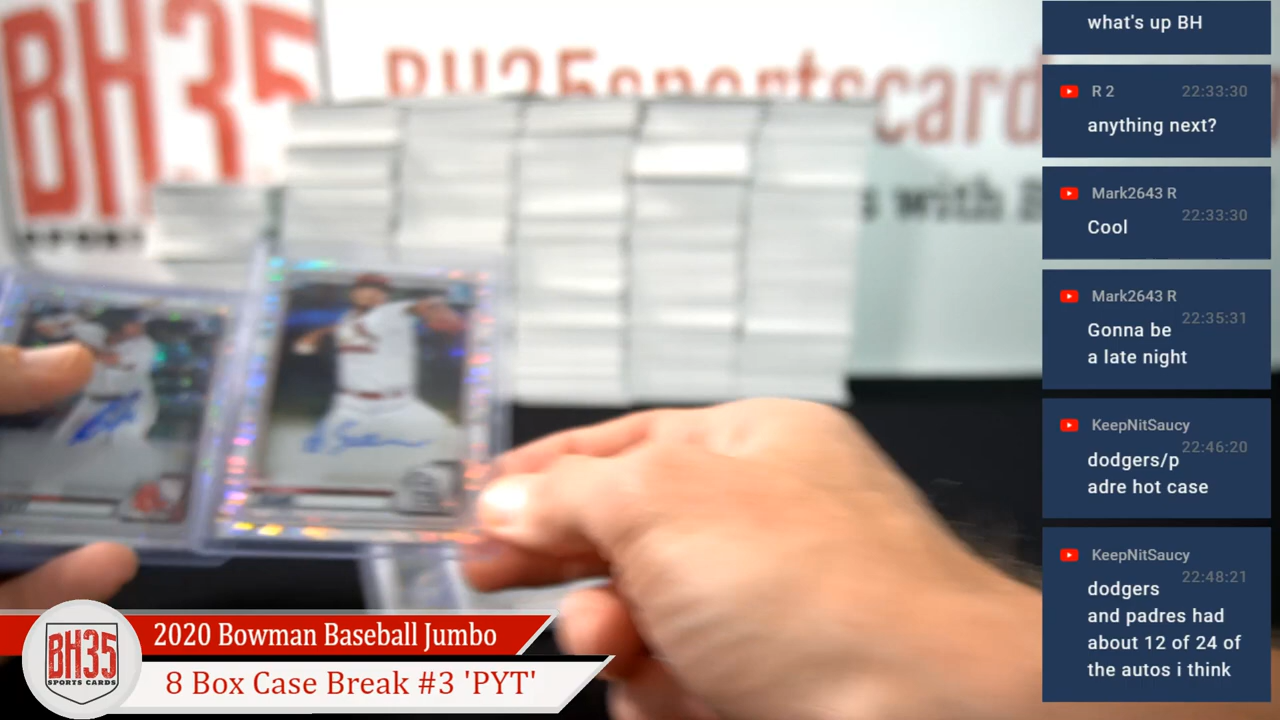 BH35
SPORT
BH35sportscard
s with B
what's up BH
R 2 22:33:30
anything next?
Mark2643 R
22:33:30
Cool
Mark2643 R
22:35:31
Gonna be
a late night
KeepNitSaucy
22:46:20
dodgers/p
adre hot case
KeepNitSaucy
22:48:21
dodgers
and padres had
about 12 of 24 of
the autos i think
BH35
SPORTS CARDS
2020 Bowman Baseball Jumbo
8 Box Case Break #3 'PYT'